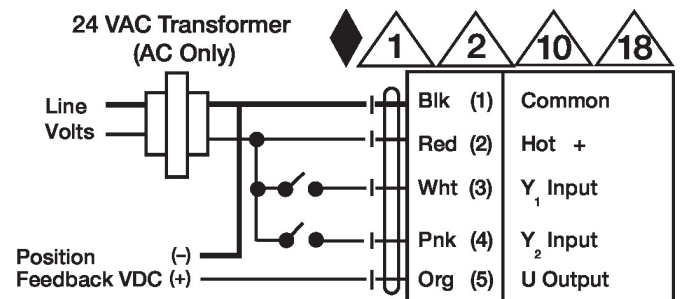 24 VAC Transformer
(AC Only)
1 2 10 18
Line
Volts
Blk (1) Common
Red (2) Hot +
Wht (3) Y1 Input
Pnk (4) Y2 Input
Position (-)
Feedback VDC (+)
Org (5) U Output